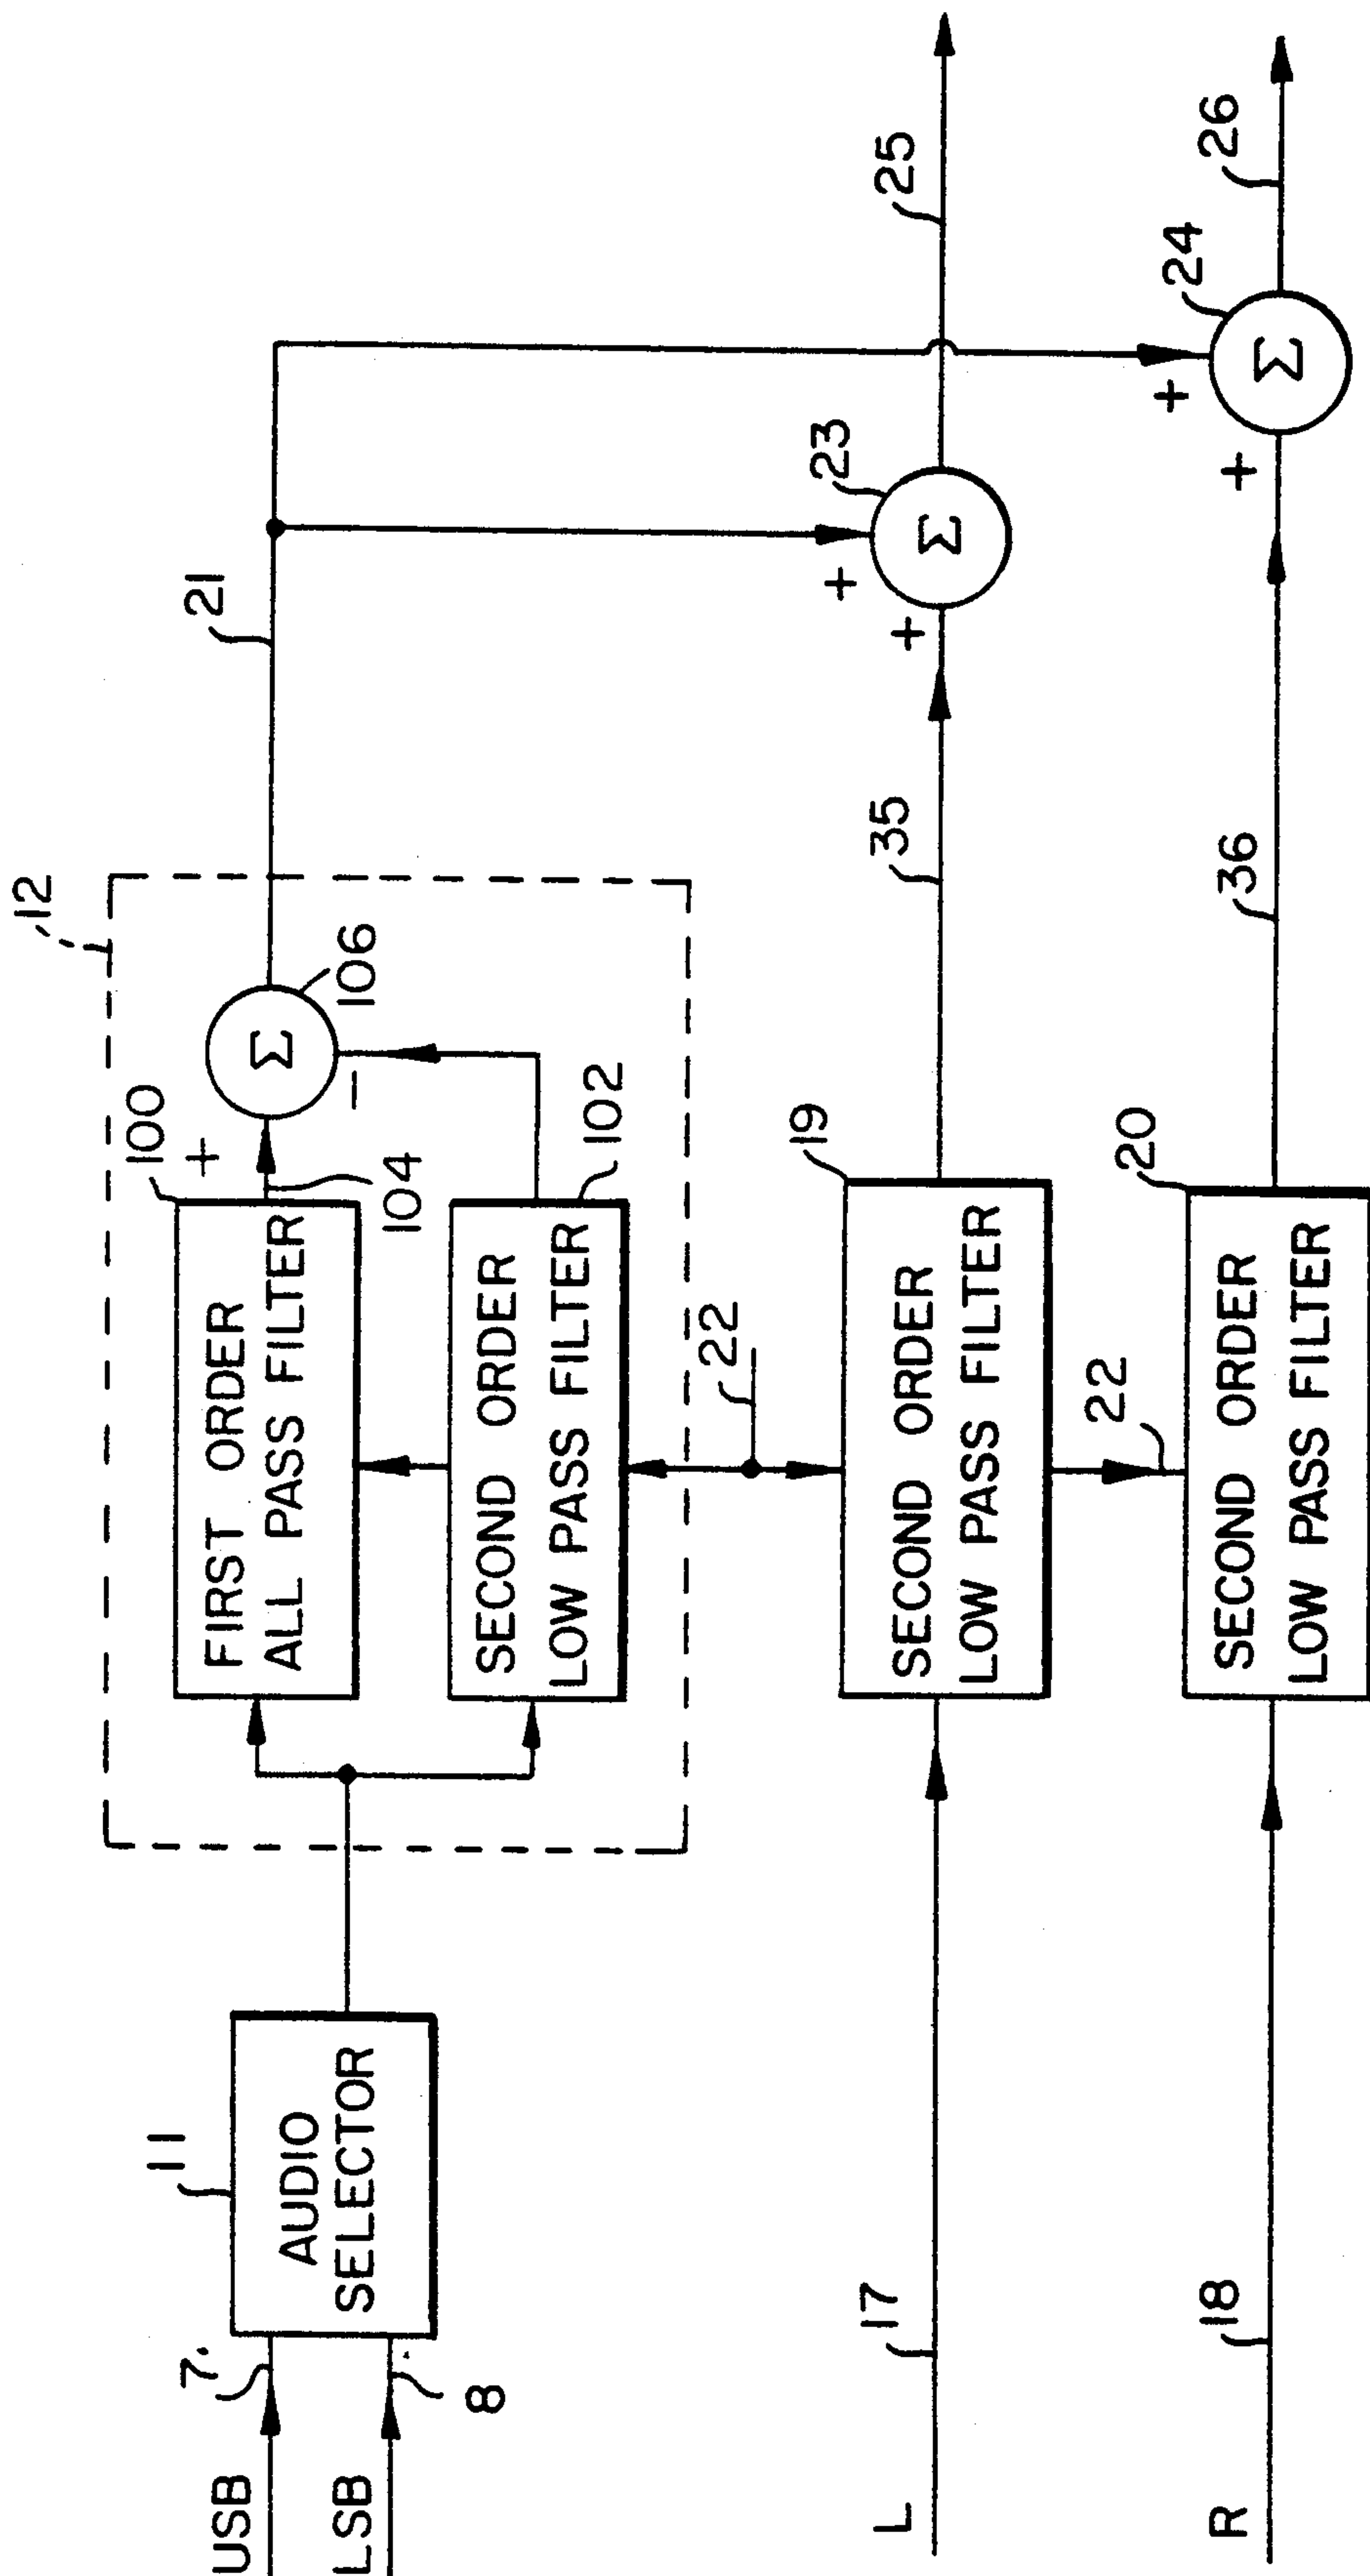 USB
7
LSB
8
11
AUDIO
SELECTOR
12
100
FIRST ORDER
ALL PASS FILTER
+
104
Σ
106
−
SECOND ORDER
LOW PASS FILTER
102
21
22
L
17
19
SECOND ORDER
LOW PASS FILTER
35
+
+
Σ
23
25
22
R
18
20
SECOND ORDER
LOW PASS FILTER
36
+
+
Σ
24
26